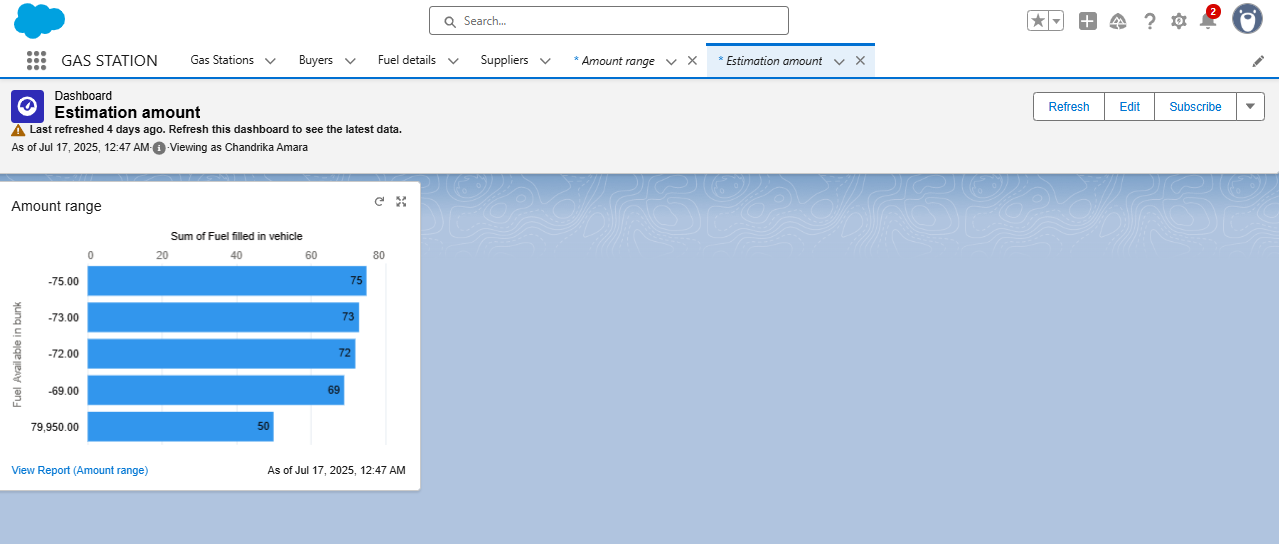 Search...
2
GAS STATION
Gas Stations
Buyers
Fuel details
Suppliers
* Amount range
* Estimation amount
Dashboard
Estimation amount
Last refreshed 4 days ago. Refresh this dashboard to see the latest data.
As of Jul 17, 2025, 12:47 AM·Viewing as Chandrika Amara
Refresh
Edit
Subscribe
Amount range
Sum of Fuel filled in vehicle
0 20 40 60 80
Fuel Available in bunk
-75.00 75
-73.00 73
-72.00 72
-69.00 69
79,950.00 50
View Report (Amount range)
As of Jul 17, 2025, 12:47 AM